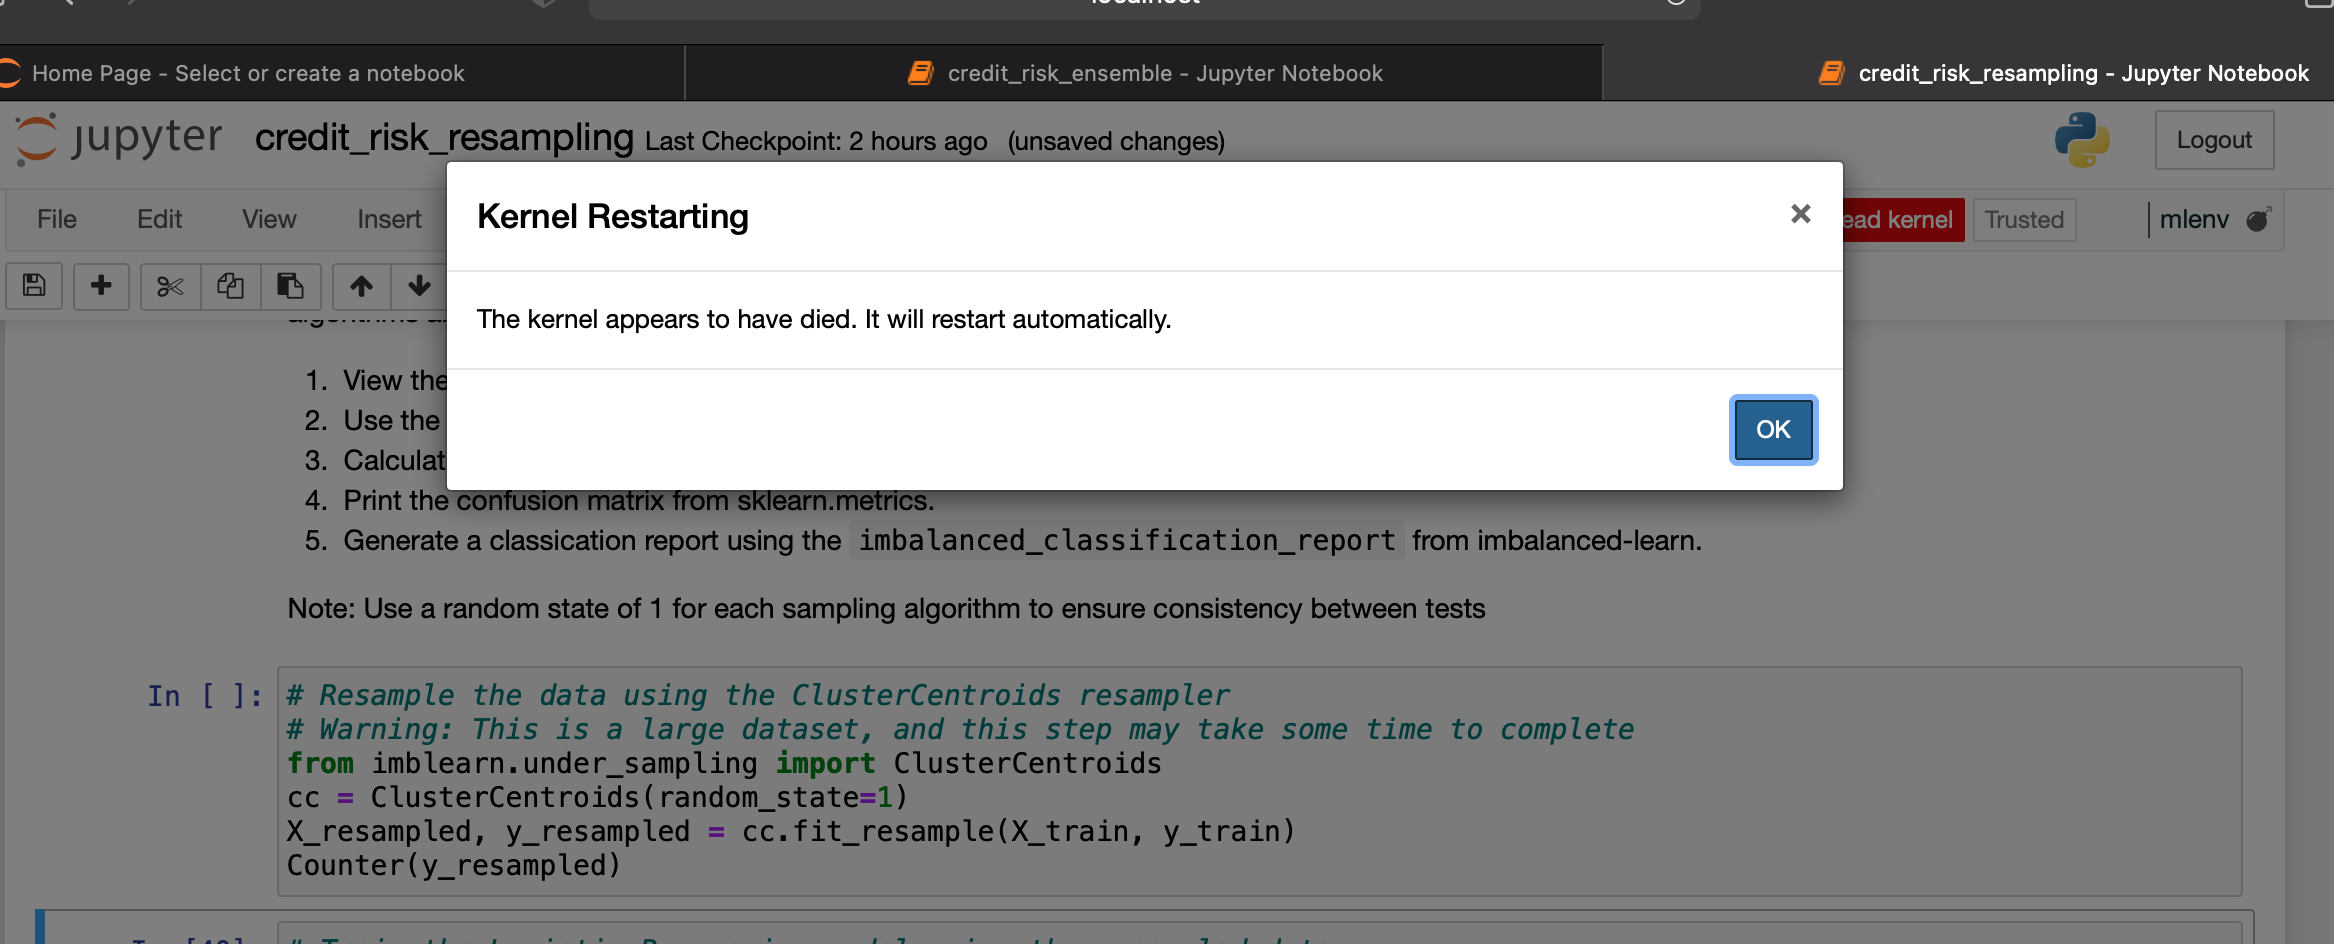 Home Page - Select or create a notebook
credit_risk_ensemble - Jupyter Notebook
credit_risk_resampling - Jupyter Notebook
jupyter credit_risk_resampling Last Checkpoint: 2 hours ago (unsaved changes)
Logout
File Edit View Insert
ead kernel Trusted mlenv
Kernel Restarting
×
The kernel appears to have died. It will restart automatically.
OK
1. View the
2. Use the
3. Calculat
4. Print the confusion matrix from sklearn.metrics.
5. Generate a classication report using the imbalanced_classification_report from imbalanced-learn.
Note: Use a random state of 1 for each sampling algorithm to ensure consistency between tests
In [ ]:
# Resample the data using the ClusterCentroids resampler
# Warning: This is a large dataset, and this step may take some time to complete
from imblearn.under_sampling import ClusterCentroids
cc = ClusterCentroids(random_state=1)
X_resampled, y_resampled = cc.fit_resample(X_train, y_train)
Counter(y_resampled)